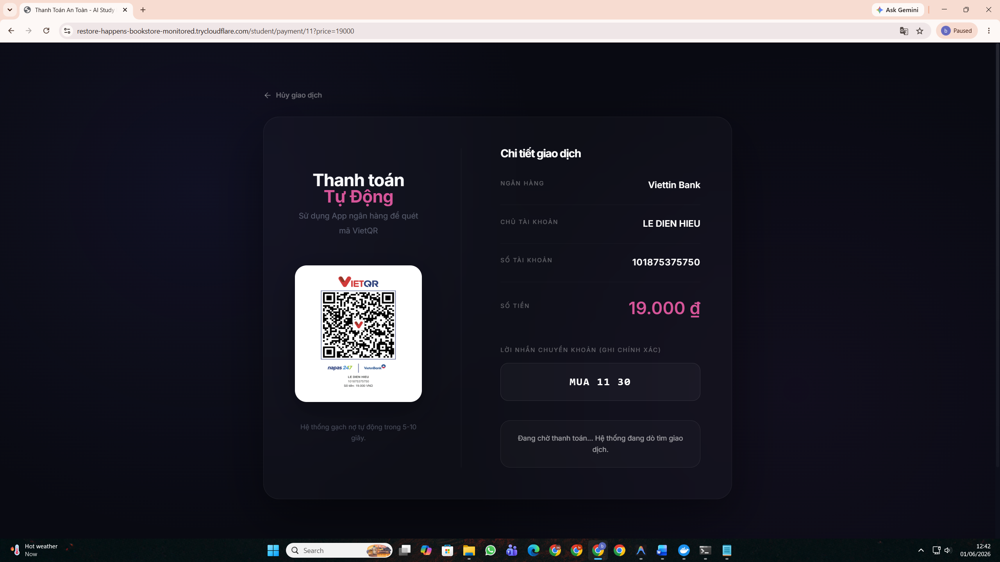 Thanh Toán An Toàn - AI Study
Ask Gemini
restore-happens-bookstore-monitored.trycloudflare.com/student/payment/11?price=19000
b
Paused
Hủy giao dịch
Thanh toán
Tự Động
Sử dụng App ngân hàng để quét
mã VietQR
VIETQR
napas 247
VietinBank
LE DIEN HIEU
101875375750
Số tiền: 19.000 VND
Hệ thống gạch nợ tự động trong 5-10
giây.
Chi tiết giao dịch
NGÂN HÀNG
Viettin Bank
CHỦ TÀI KHOẢN
LE DIEN HIEU
SỐ TÀI KHOẢN
101875375750
SỐ TIỀN
19.000 ₫
LỜI NHẮN CHUYỂN KHOẢN (GHI CHÍNH XÁC)
MUA 11 30
Đang chờ thanh toán... Hệ thống đang dò tìm giao
dịch.
Hot weather
Now
Search
12:42
01/06/2026